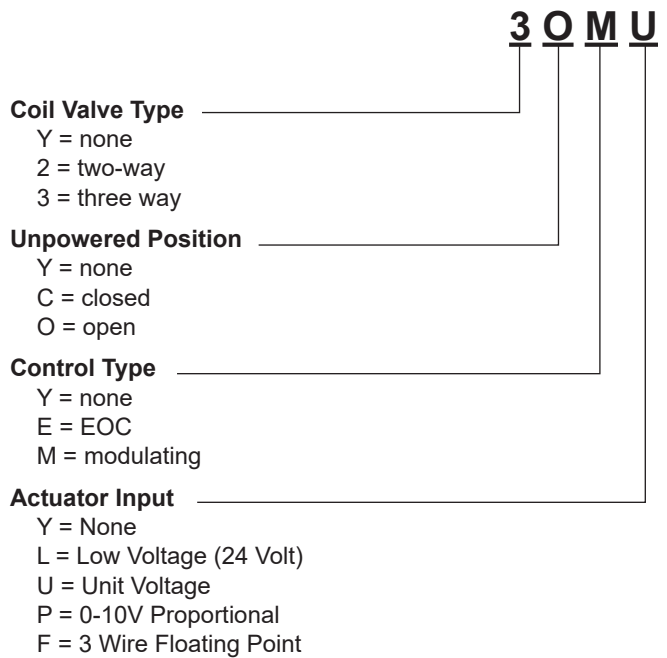 3 O M U
Coil Valve Type
Y = none
2 = two-way
3 = three way
Unpowered Position
Y = none
C = closed
O = open
Control Type
Y = none
E = EOC
M = modulating
Actuator Input
Y = None
L = Low Voltage (24 Volt)
U = Unit Voltage
P = 0-10V Proportional
F = 3 Wire Floating Point